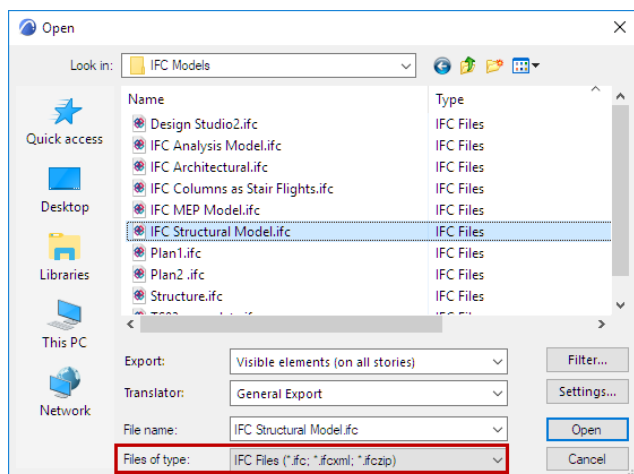 Open
Look in: IFC Models
Name Type
Quick access
Design Studio2.ifc IFC Files
IFC Analysis Model.ifc IFC Files
IFC Architectural.ifc IFC Files
IFC Columns as Stair Flights.ifc IFC Files
Desktop
IFC MEP Model.ifc IFC Files
IFC Structural Model.ifc IFC Files
Plan1.ifc IFC Files
Libraries
Plan2 .ifc IFC Files
Structure.ifc IFC Files
IFC Files
This PC
Export: Visible elements (on all stories) Filter...
Translator: General Export Settings...
Network
File name: IFC Structural Model.ifc Open
Files of type: IFC Files (*.ifc; *.ifcxml; *.ifczip) Cancel